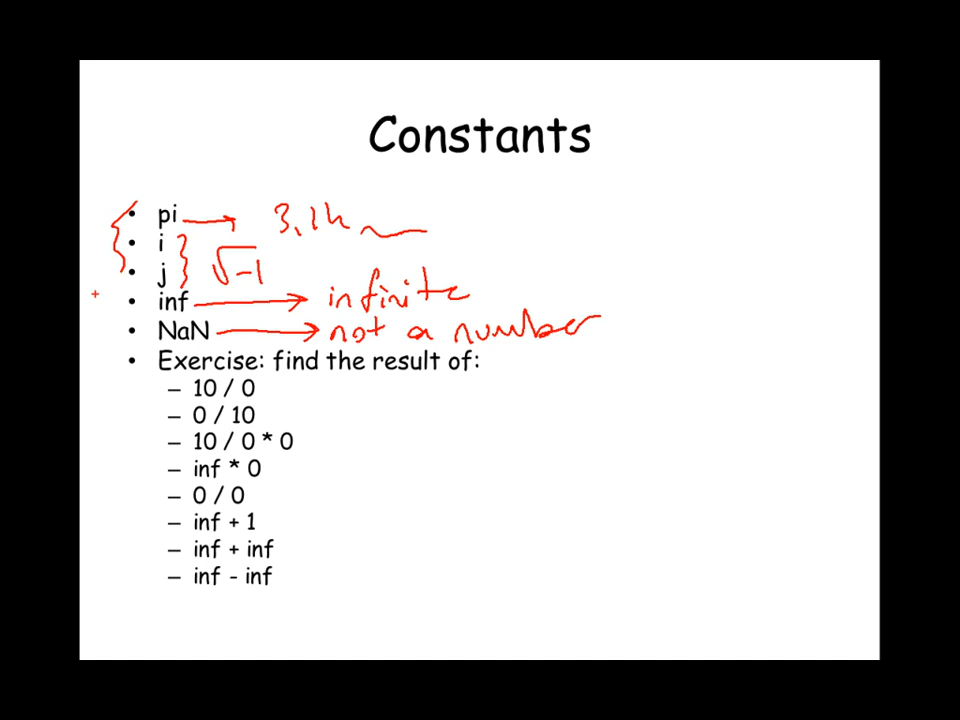 Constants
• pi → 3.14
• i
• j √-1
• inf → infinite
• NaN → not a number
• Exercise: find the result of:
– 10 / 0
– 0 / 10
– 10 / 0 * 0
– inf * 0
– 0 / 0
– inf + 1
– inf + inf
– inf - inf